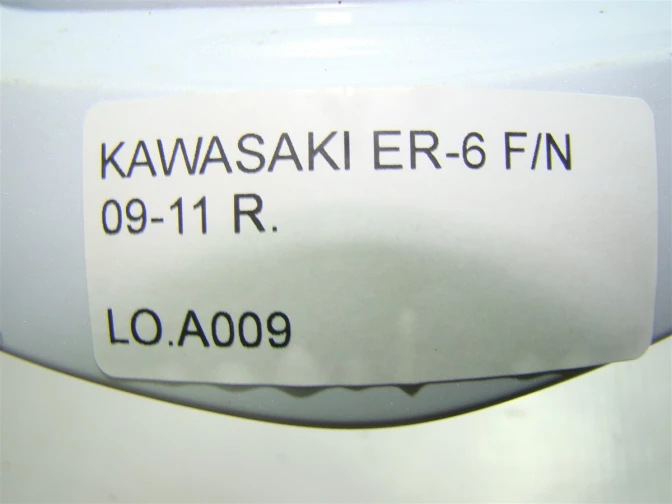 KAWASAKI ER-6 F/N
09-11 R.
LO.A009